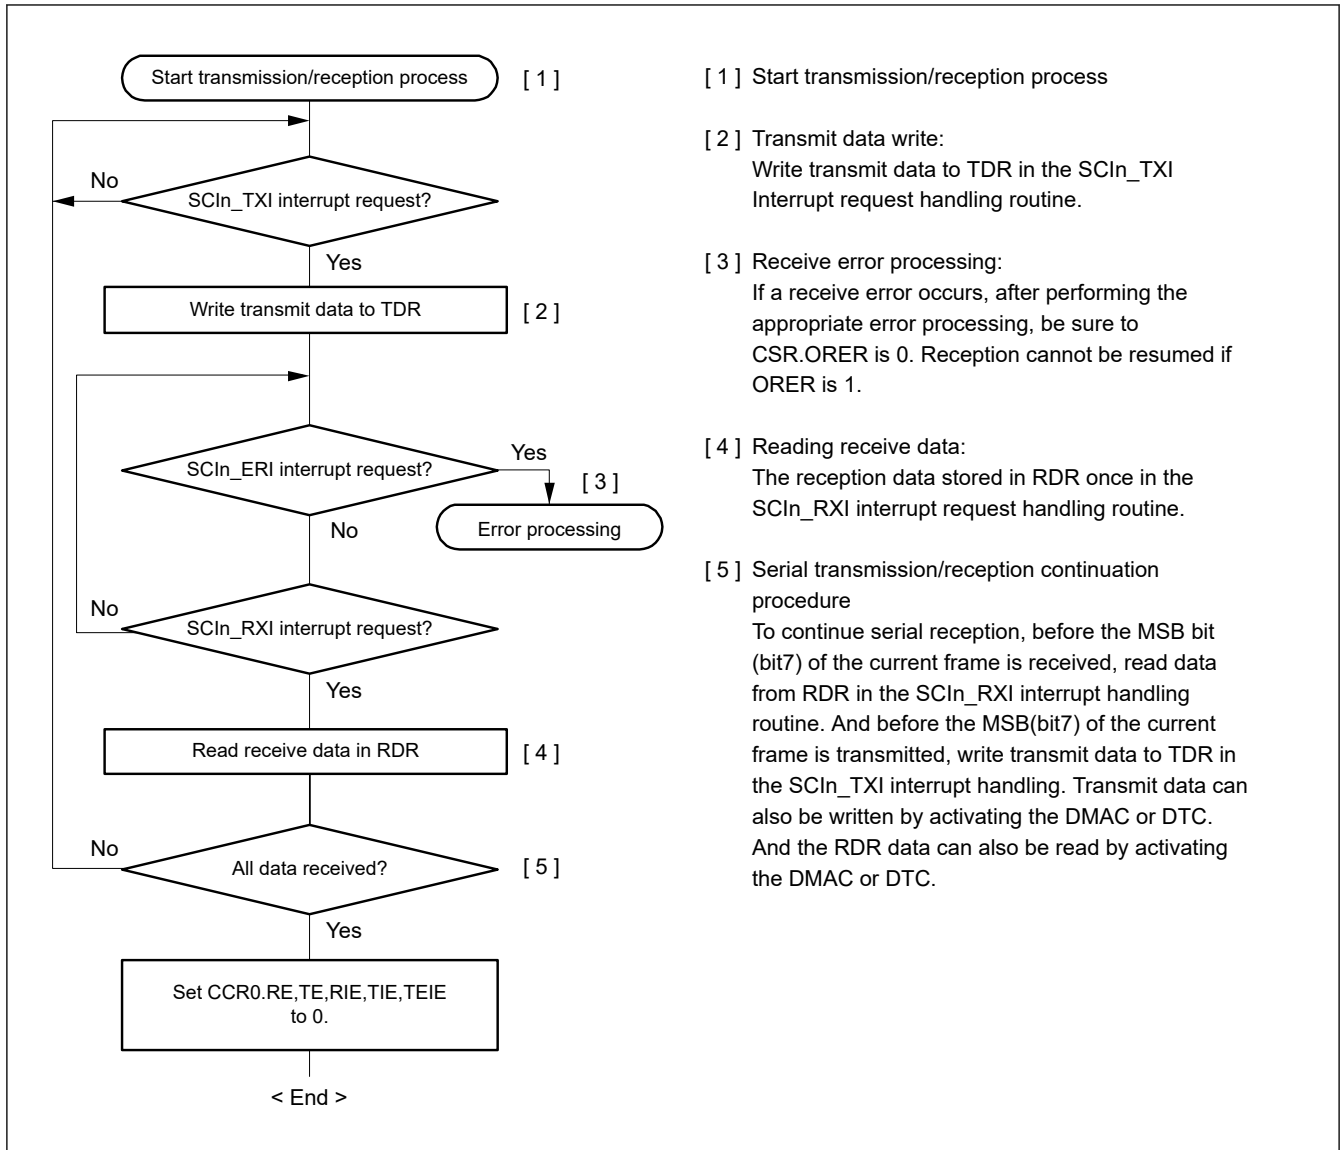 Start transmission/reception process [ 1 ]
No
SCIn_TXI interrupt request?
Yes
Write transmit data to TDR [ 2 ]
SCIn_ERI interrupt request?
Yes
[ 3 ]
Error processing
No
No
SCIn_RXI interrupt request?
Yes
Read receive data in RDR [ 4 ]
No
All data received? [ 5 ]
Yes
Set CCR0.RE,TE,RIE,TIE,TEIE
to 0.
< End >
[ 1 ] Start transmission/reception process
[ 2 ] Transmit data write:
Write transmit data to TDR in the SCIn_TXI
Interrupt request handling routine.
[ 3 ] Receive error processing:
If a receive error occurs, after performing the
appropriate error processing, be sure to
CSR.ORER is 0. Reception cannot be resumed if
ORER is 1.
[ 4 ] Reading receive data:
The reception data stored in RDR once in the
SCIn_RXI interrupt request handling routine.
[ 5 ] Serial transmission/reception continuation
procedure
To continue serial reception, before the MSB bit
(bit7) of the current frame is received, read data
from RDR in the SCIn_RXI interrupt handling
routine. And before the MSB(bit7) of the current
frame is transmitted, write transmit data to TDR in
the SCIn_TXI interrupt handling. Transmit data can
also be written by activating the DMAC or DTC.
And the RDR data can also be read by activating
the DMAC or DTC.